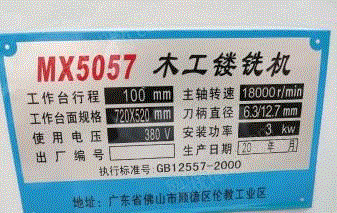 MX5057 木工镂铣机
工作台行程 100 mm 主轴转速 18000 r/min
工作台面规格 720X520 mm 刀柄直径 6.3/12.7 mm
使用电压 380 V 安装功率 3 kw
出厂编号 生产日期 20 年 月
执行标准号:GB12557-2000
地址:广东省佛山市顺德区伦教工业区